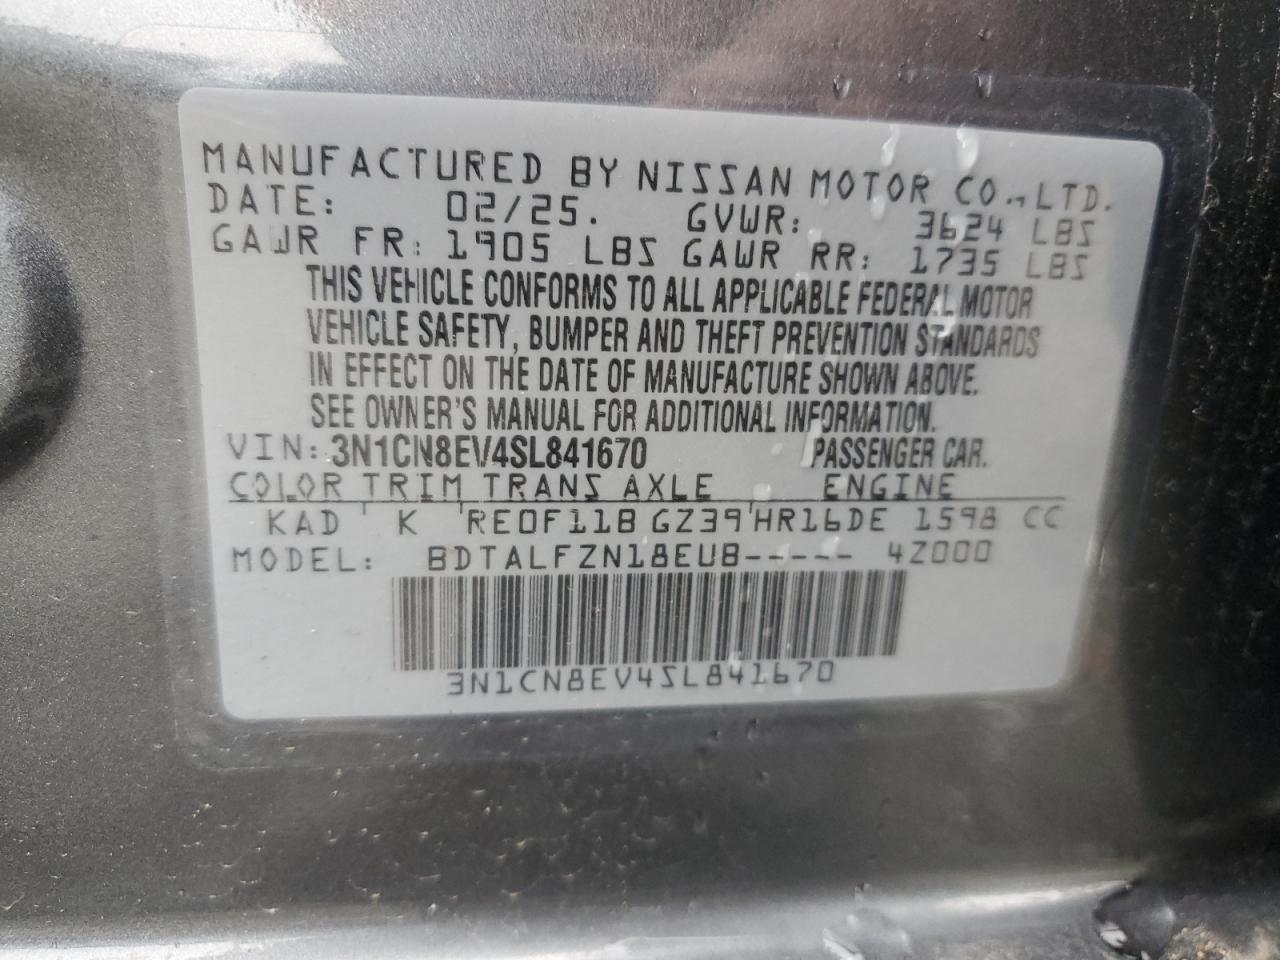 MANUFACTURED BY NISSAN MOTOR CO.,LTD.
DATE: 02/25. GVWR: 3624 LBS
GAWR FR: 1905 LBS GAWR RR: 1735 LBS
THIS VEHICLE CONFORMS TO ALL APPLICABLE FEDERAL MOTOR
VEHICLE SAFETY, BUMPER AND THEFT PREVENTION STANDARDS
IN EFFECT ON THE DATE OF MANUFACTURE SHOWN ABOVE.
SEE OWNER'S MANUAL FOR ADDITIONAL INFORMATION.
VIN: 3N1CN8EV4SL841670 PASSENGER CAR.
COLOR TRIM TRANS AXLE ENGINE
KAD ' K ' RE0F11B GZ39 ' HR16DE 1598 CC
MODEL: BDTALFZN18EUB----- 4Z000
3N1CN8EV4SL841670